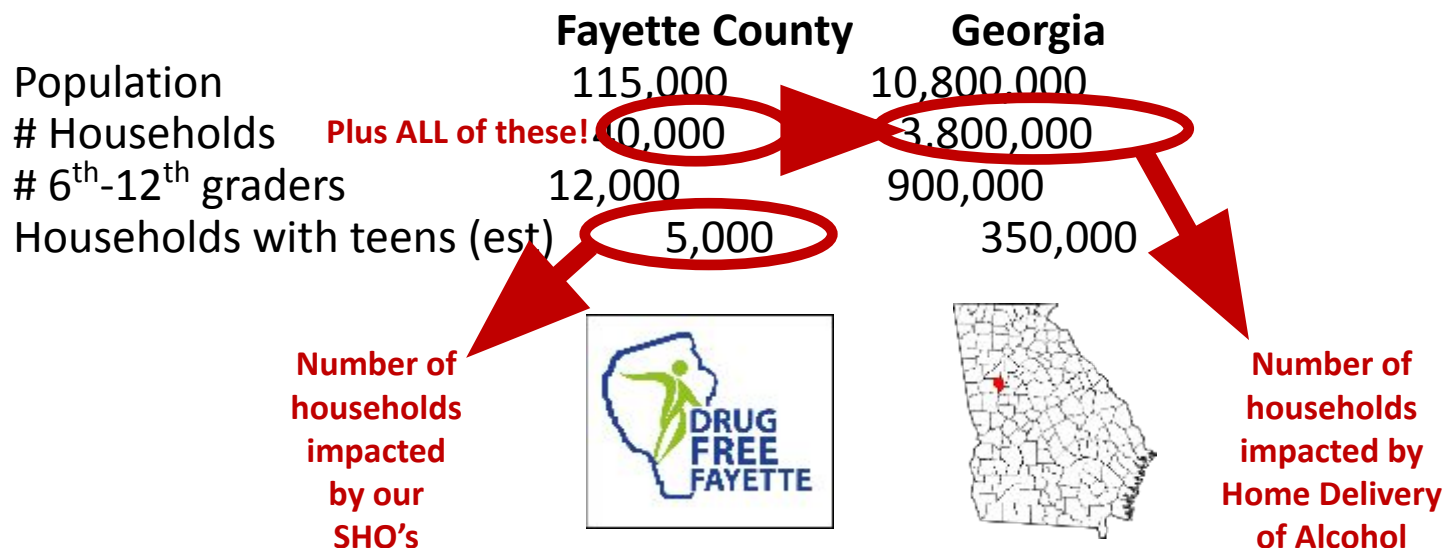 Fayette County Georgia
Population 115,000 10,800,000
# Households Plus ALL of these! 40,000 3.800,000
# 6th-12th graders 12,000 900,000
Households with teens (est) 5,000 350,000
Number of
households
impacted
by our
SHO's
DRUG
FREE
FAYETTE
Number of
households
impacted by
Home Delivery
of Alcohol